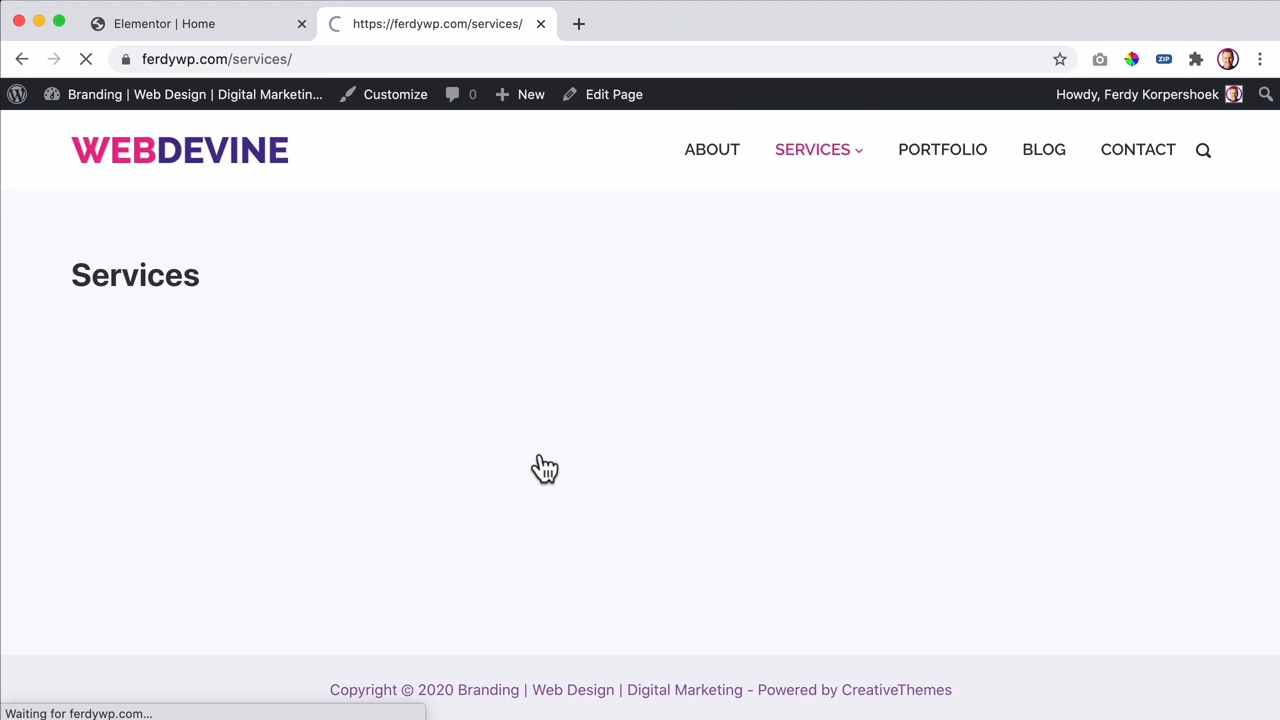 Elementor | Home
https://ferdywp.com/services/
ferdywp.com/services/
ZIP
Branding | Web Design | Digital Marketin... Customize 0 New Edit Page Howdy, Ferdy Korpershoek
WEBDEVINE
ABOUT SERVICES PORTFOLIO BLOG CONTACT
Services
Copyright © 2020 Branding | Web Design | Digital Marketing - Powered by CreativeThemes
Waiting for ferdywp.com...